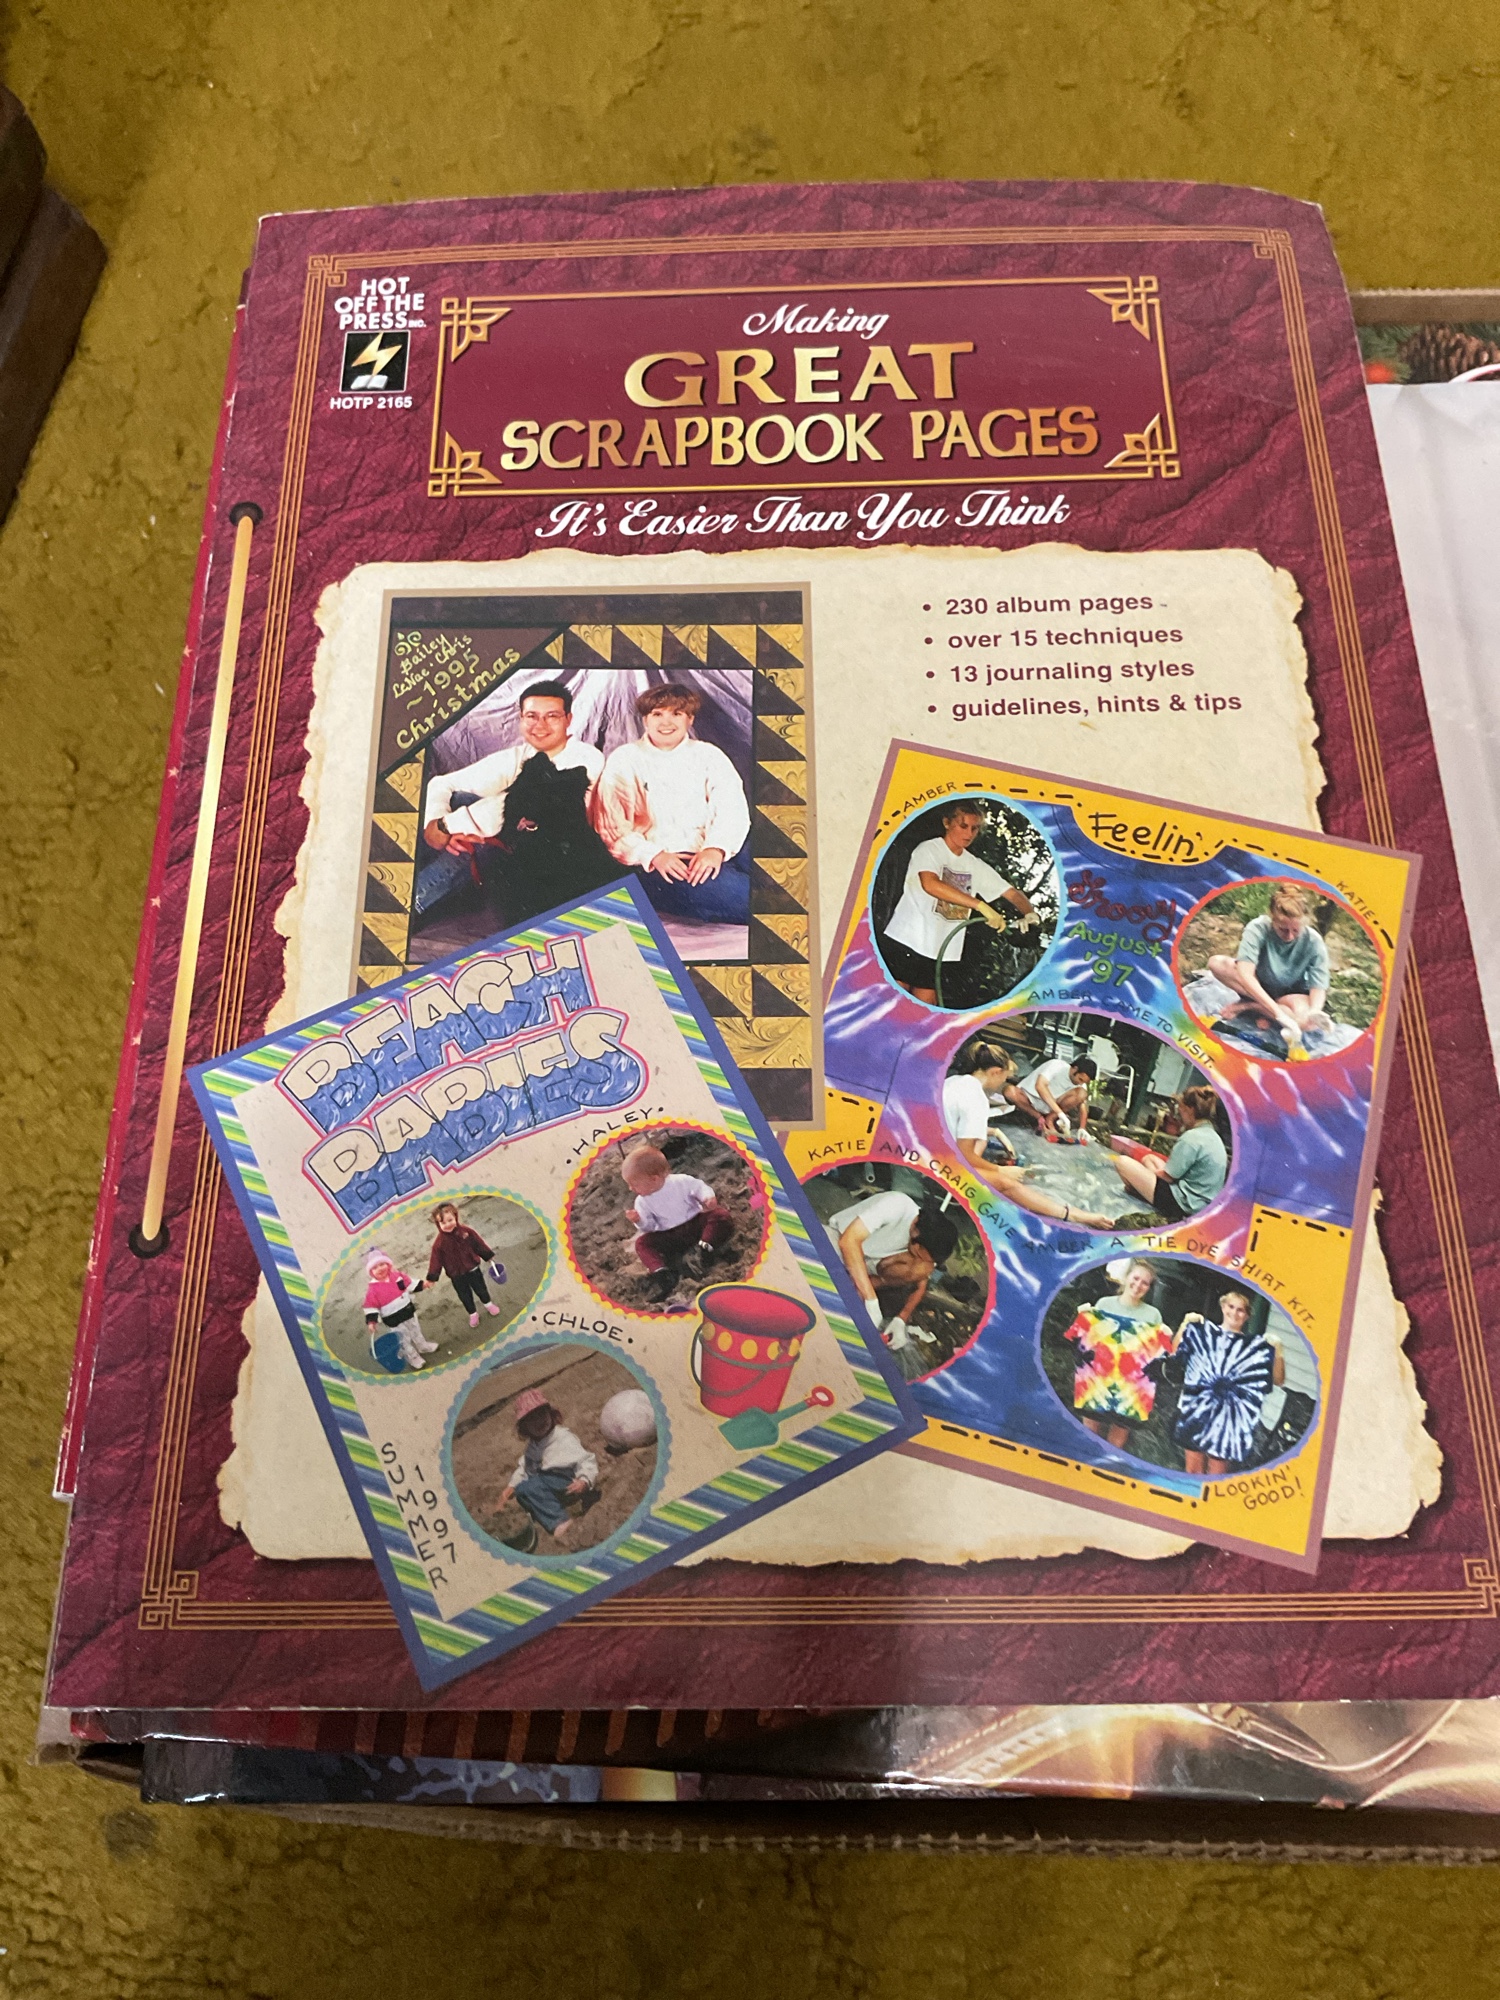 HOT
OFF THE
PRESS INC.
HOTP 2165
Making
GREAT
SCRAPBOOK PAGES
It's Easier Than You Think
• 230 album pages
• over 15 techniques
• 13 journaling styles
• guidelines, hints & tips
Bailey
LaNae • Chris
~ 1995 ~
Christmas
AMBER
Feelin'
Groovy
August
'97
KATIE
AMBER CAME TO VISIT.
KATIE AND CRAIG GAVE AMBER A TIE DYE SHIRT KIT.
LOOKIN'
GOOD!
BEACH
BABIES
• HALEY •
• CHLOE •
SUMMER
1997